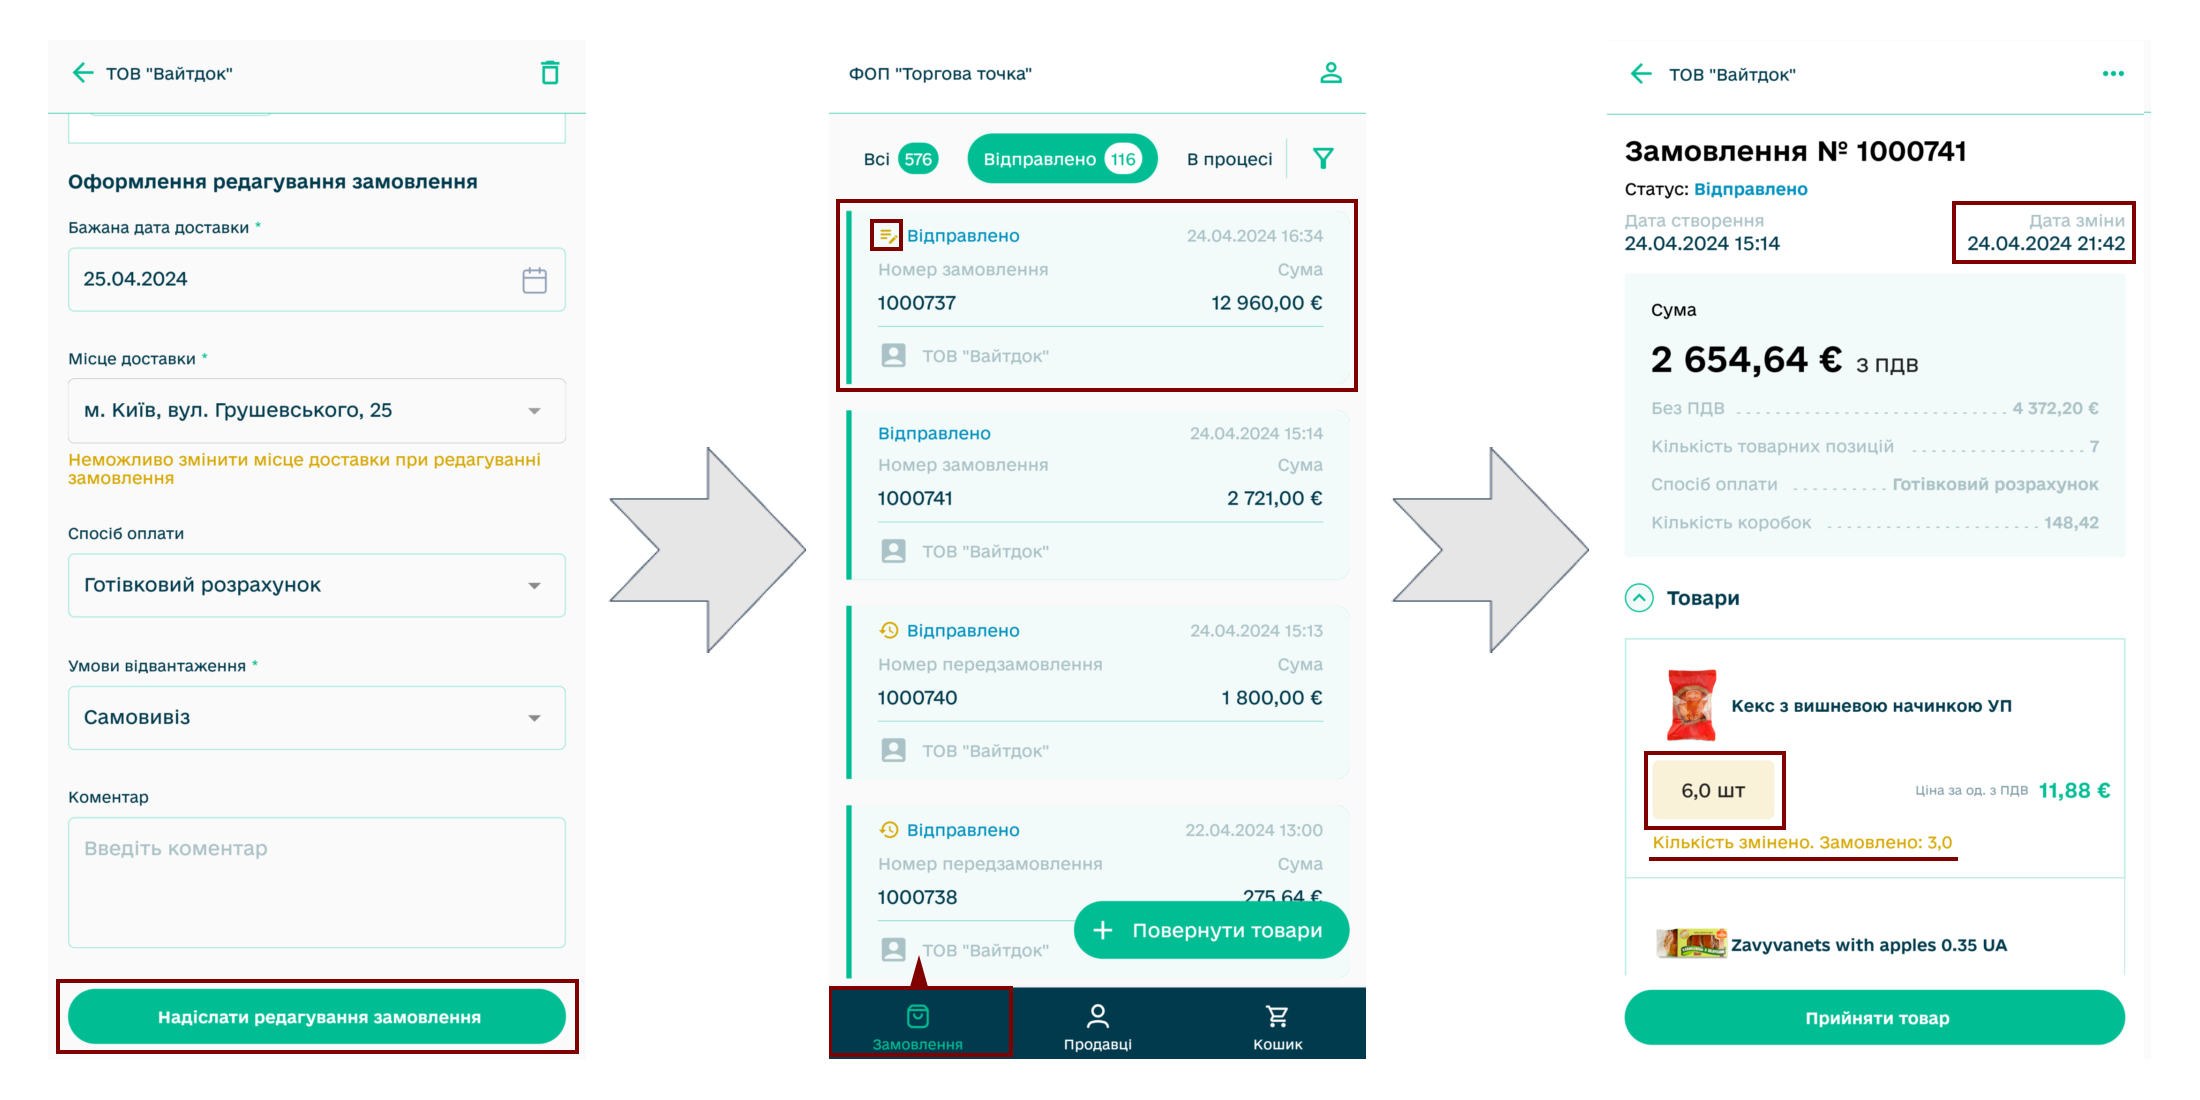 ТОВ "Вайтдок"
Оформлення редагування замовлення
Бажана дата доставки *
25.04.2024
Місце доставки *
м. Київ, вул. Грушевського, 25
Неможливо змінити місце доставки при редагуванні
замовлення
Спосіб оплати
Готівковий розрахунок
Умови відвантаження *
Самовивіз
Коментар
Введіть коментар
Надіслати редагування замовлення
ФОП "Торгова точка"
Всі 576 Відправлено 116 В процесі
Відправлено 24.04.2024 16:34
Номер замовлення Сума
1000737 12 960,00 €
ТОВ "Вайтдок"
Відправлено 24.04.2024 15:14
Номер замовлення Сума
1000741 2 721,00 €
ТОВ "Вайтдок"
Відправлено 24.04.2024 15:13
Номер передзамовлення Сума
1000740 1 800,00 €
ТОВ "Вайтдок"
Відправлено 22.04.2024 13:00
Номер передзамовлення Сума
1000738 275,64 €
+ Повернути товари
ТОВ "Вайтдок"
Замовлення Продавці Кошик
ТОВ "Вайтдок"
Замовлення № 1000741
Статус: Відправлено
Дата створення Дата зміни
24.04.2024 15:14 24.04.2024 21:42
Сума
2 654,64 € З ПДВ
Без ПДВ 4 372,20 €
Кількість товарних позицій 7
Спосіб оплати Готівковий розрахунок
Кількість коробок 148,42
Товари
Кекс з вишневою начинкою УП
6,0 шт Ціна за од. з ПДВ 11,88 €
Кількість змінено. Замовлено: 3,0
Zavyvanets with apples 0.35 UA
Прийняти товар